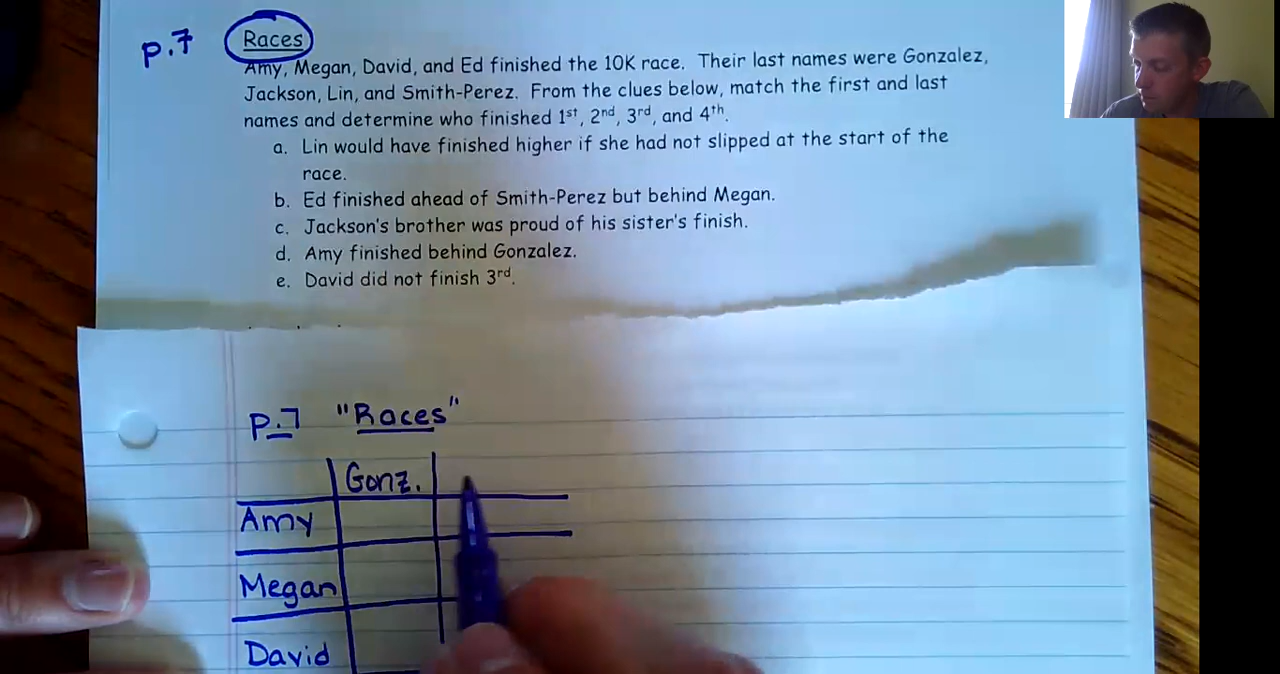 p.7 Races
Amy, Megan, David, and Ed finished the 10K race. Their last names were Gonzalez,
Jackson, Lin, and Smith-Perez. From the clues below, match the first and last
names and determine who finished 1st, 2nd, 3rd, and 4th.
a. Lin would have finished higher if she had not slipped at the start of the
race.
b. Ed finished ahead of Smith-Perez but behind Megan.
c. Jackson's brother was proud of his sister's finish.
d. Amy finished behind Gonzalez.
e. David did not finish 3rd.
p.7 "Races"
Gonz.
Amy
Megan
David